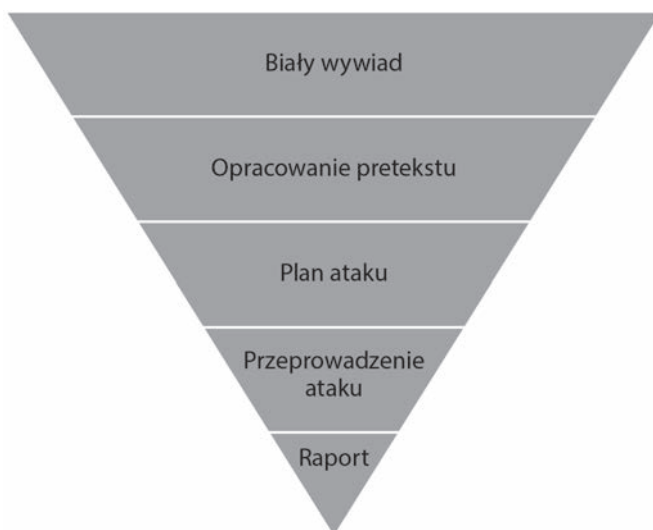 Biały wywiad
Opracowanie pretekstu
Plan ataku
Przeprowadzenie
ataku
Raport